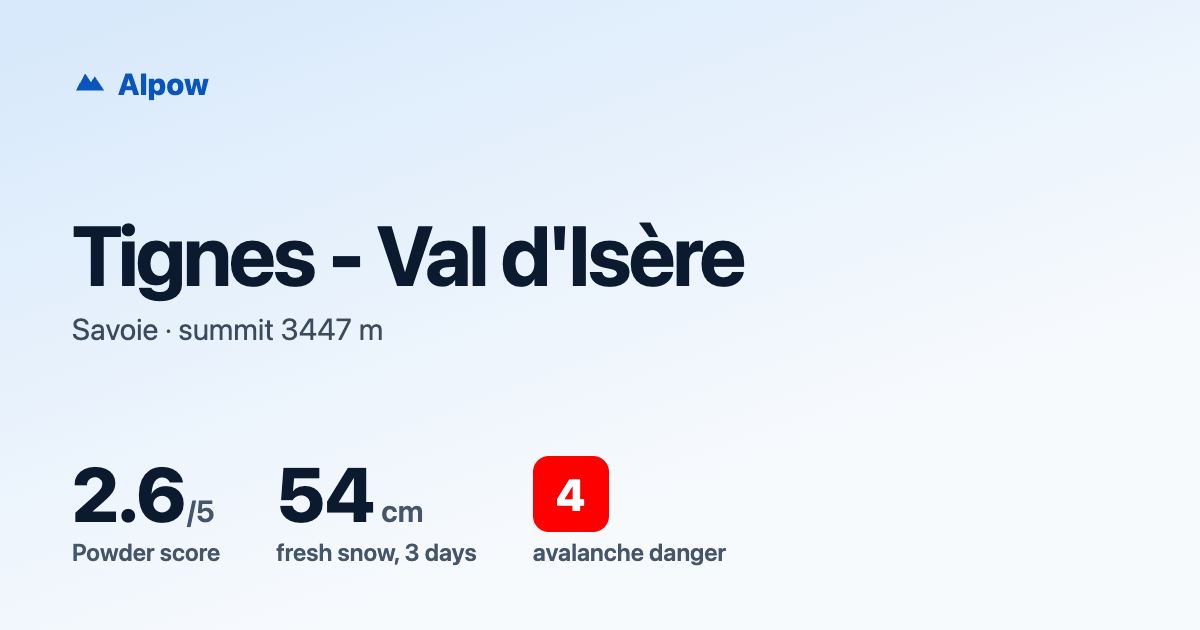 Alpow
Tignes - Val d'Isère
Savoie · summit 3447 m
2.6/5
Powder score
54 cm
fresh snow, 3 days
4
avalanche danger